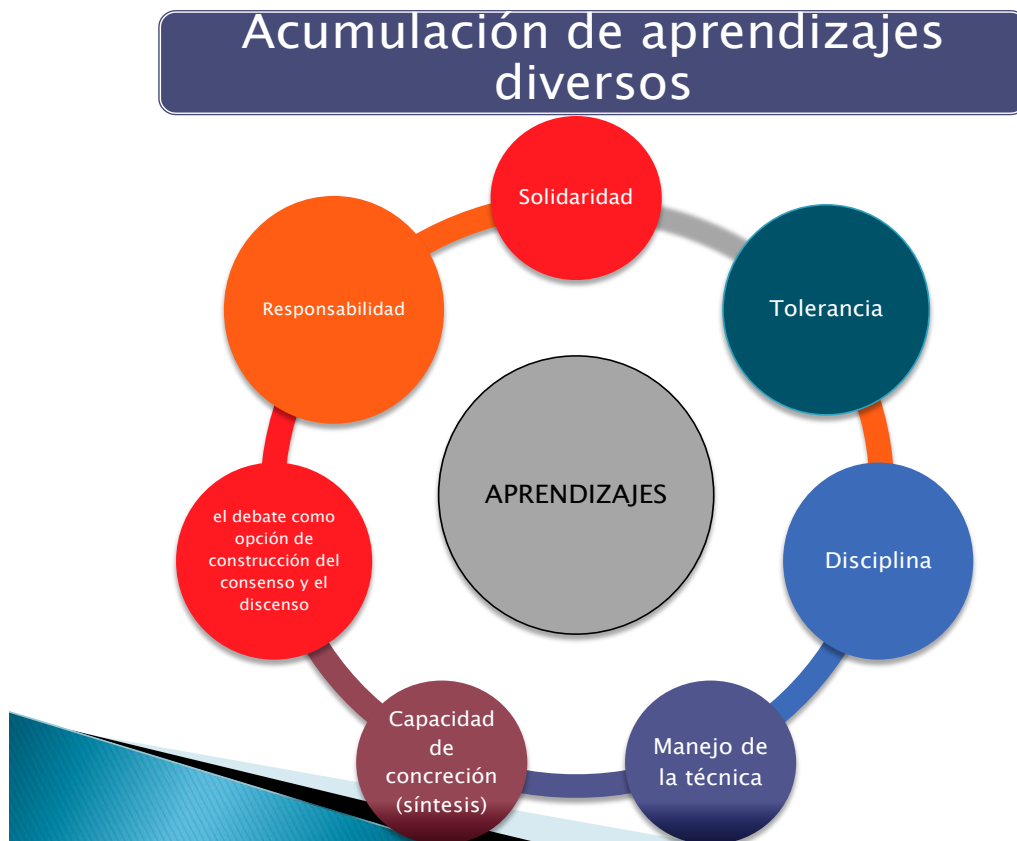 Acumulación de aprendizajes
diversos
Solidaridad
Tolerancia
Disciplina
Manejo de
la técnica
Capacidad
de
concreción
(síntesis)
el debate como
opción de
construcción del
consenso y el
discenso
Responsabilidad
APRENDIZAJES